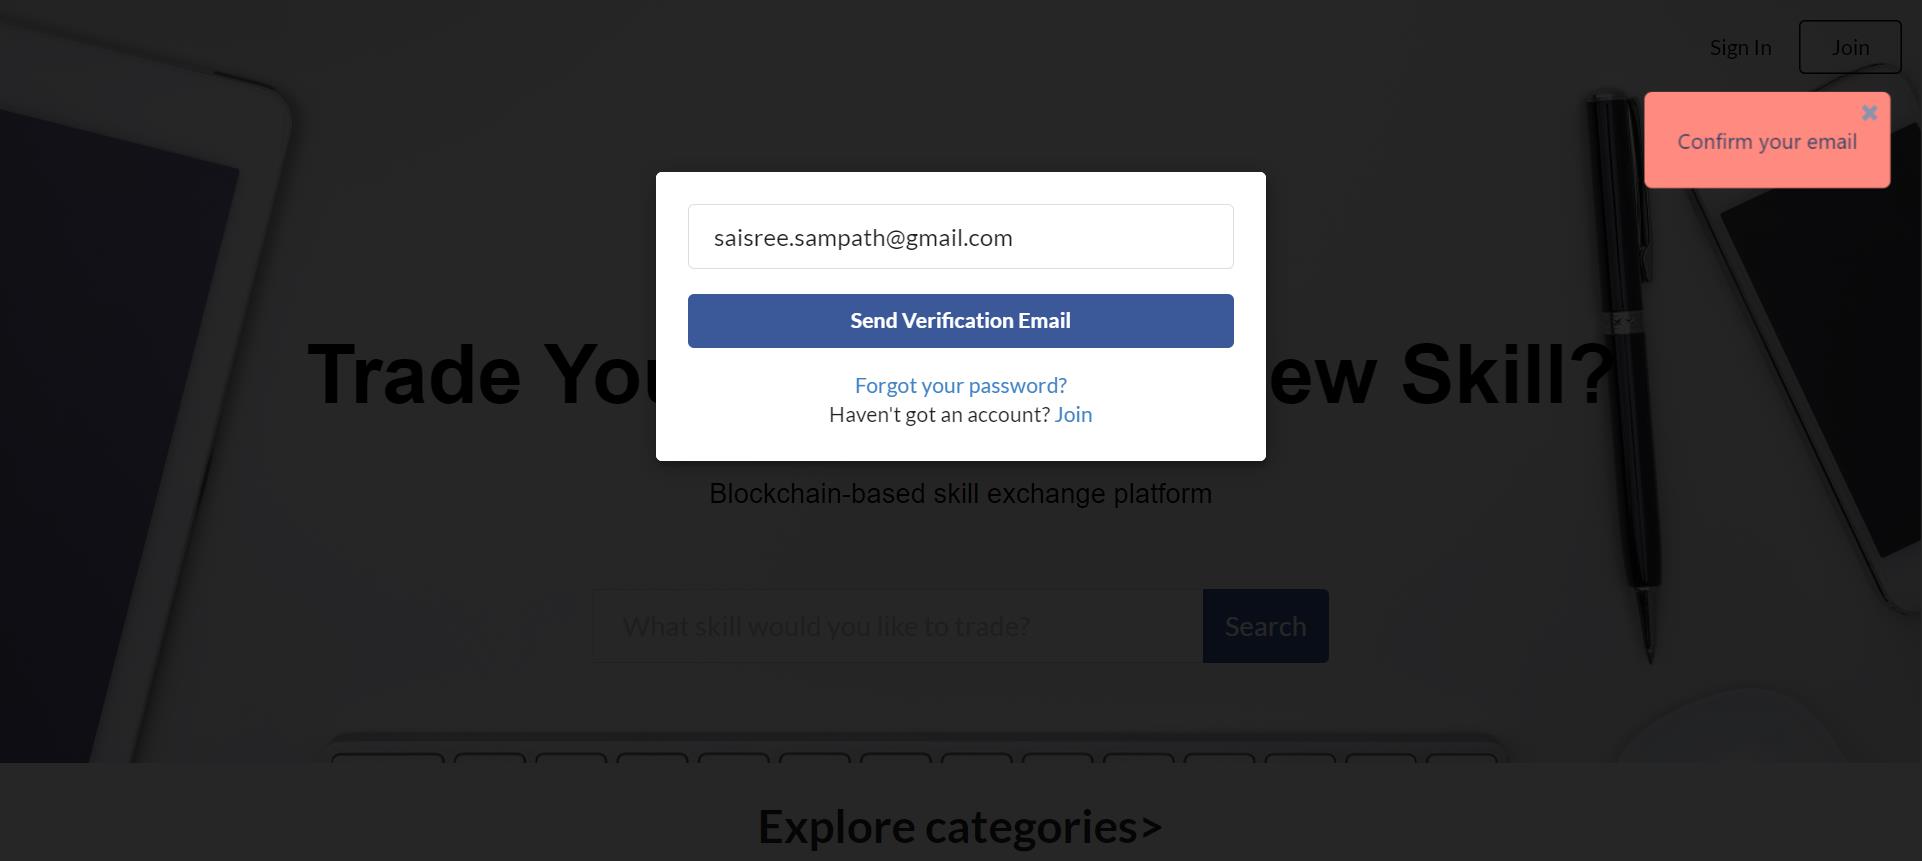 Sign In
Join
Confirm your email
saisree.sampath@gmail.com
Send Verification Email
Forgot your password?
Haven't got an account? Join
Trade You ew Skill?
Blockchain-based skill exchange platform
What skill would you like to trade?
Search
Explore categories>